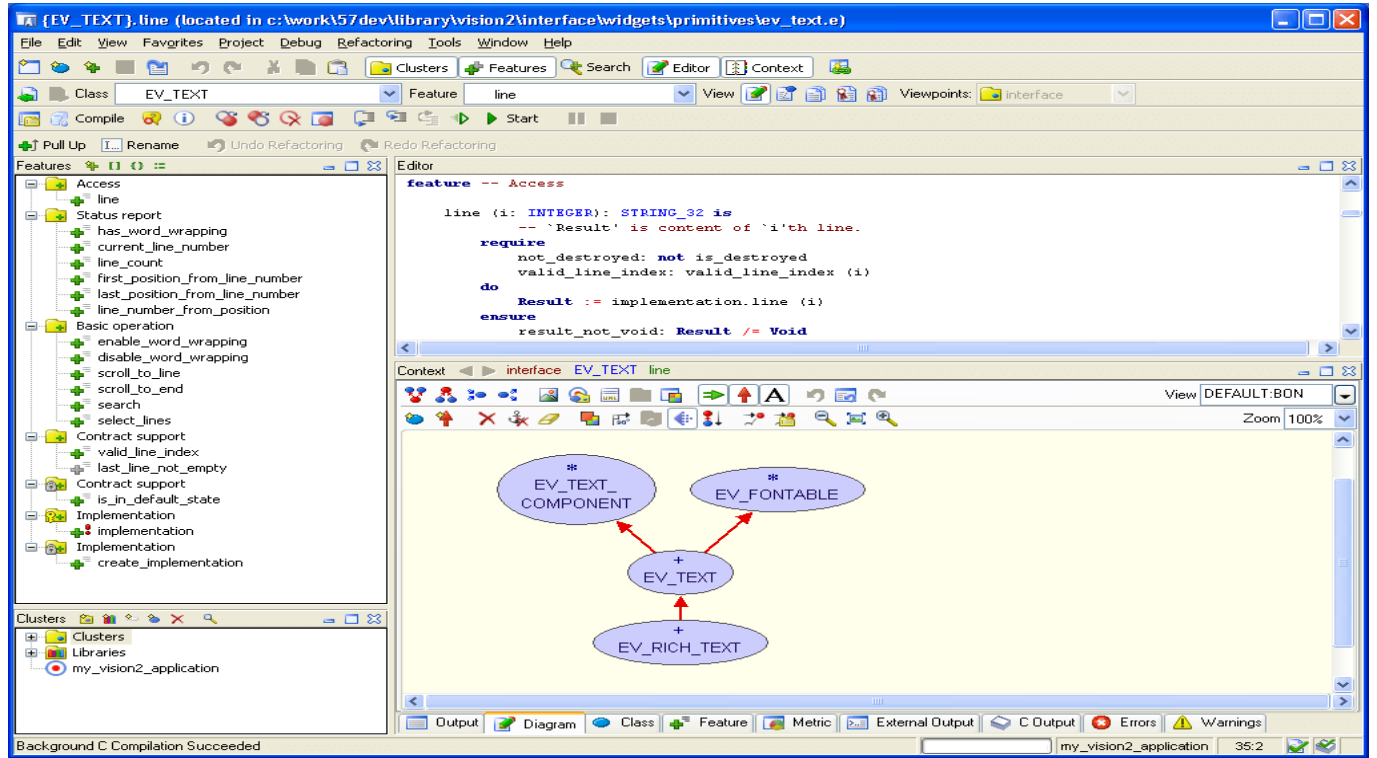 {EV_TEXT}.line (located in c:\work\57dev\library\vision2\interface\widgets\primitives\ev_text.e)
File Edit View Favorites Project Debug Refactoring Tools Window Help
Clusters Features Search Editor Context
Class EV_TEXT Feature line View Viewpoints: interface
Compile Start
Pull Up I... Rename Undo Refactoring Redo Refactoring
Features
Access
line
Status report
has_word_wrapping
current_line_number
line_count
first_position_from_line_number
last_position_from_line_number
line_number_from_position
Basic operation
enable_word_wrapping
disable_word_wrapping
scroll_to_line
scroll_to_end
search
select_lines
Contract support
valid_line_index
last_line_not_empty
Contract support
is_in_default_state
Implementation
implementation
Implementation
create_implementation
Clusters
Clusters
Libraries
my_vision2_application
Editor
feature -- Access
line (i: INTEGER): STRING_32 is
-- `Result' is content of `i'th line.
require
not_destroyed: not is_destroyed
valid_line_index: valid_line_index (i)
do
Result := implementation.line (i)
ensure
result_not_void: Result /= Void
Context interface EV_TEXT line
URL A View DEFAULT:BON
Zoom 100%
*
EV_TEXT_
COMPONENT
*
EV_FONTABLE
+
EV_TEXT
+
EV_RICH_TEXT
Output Diagram Class Feature Metric External Output C Output Errors Warnings
Background C Compilation Succeeded my_vision2_application 35:2